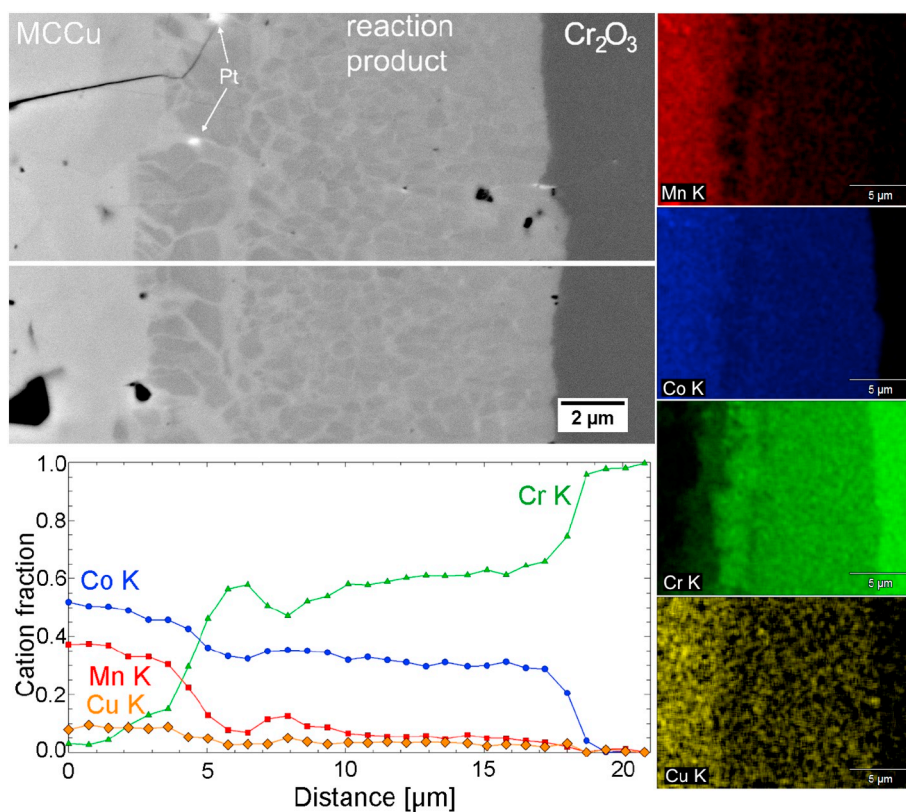 MCCu
reaction
product
Cr2O3
Pt
2 µm
Mn K
5 µm
Co K
5 µm
Cr K
5 µm
Cu K
5 µm
Cation fraction
1.0
0.8
0.6
0.4
0.2
0.0
Cr K
Co K
Mn K
Cu K
0 5 10 15 20
Distance [µm]